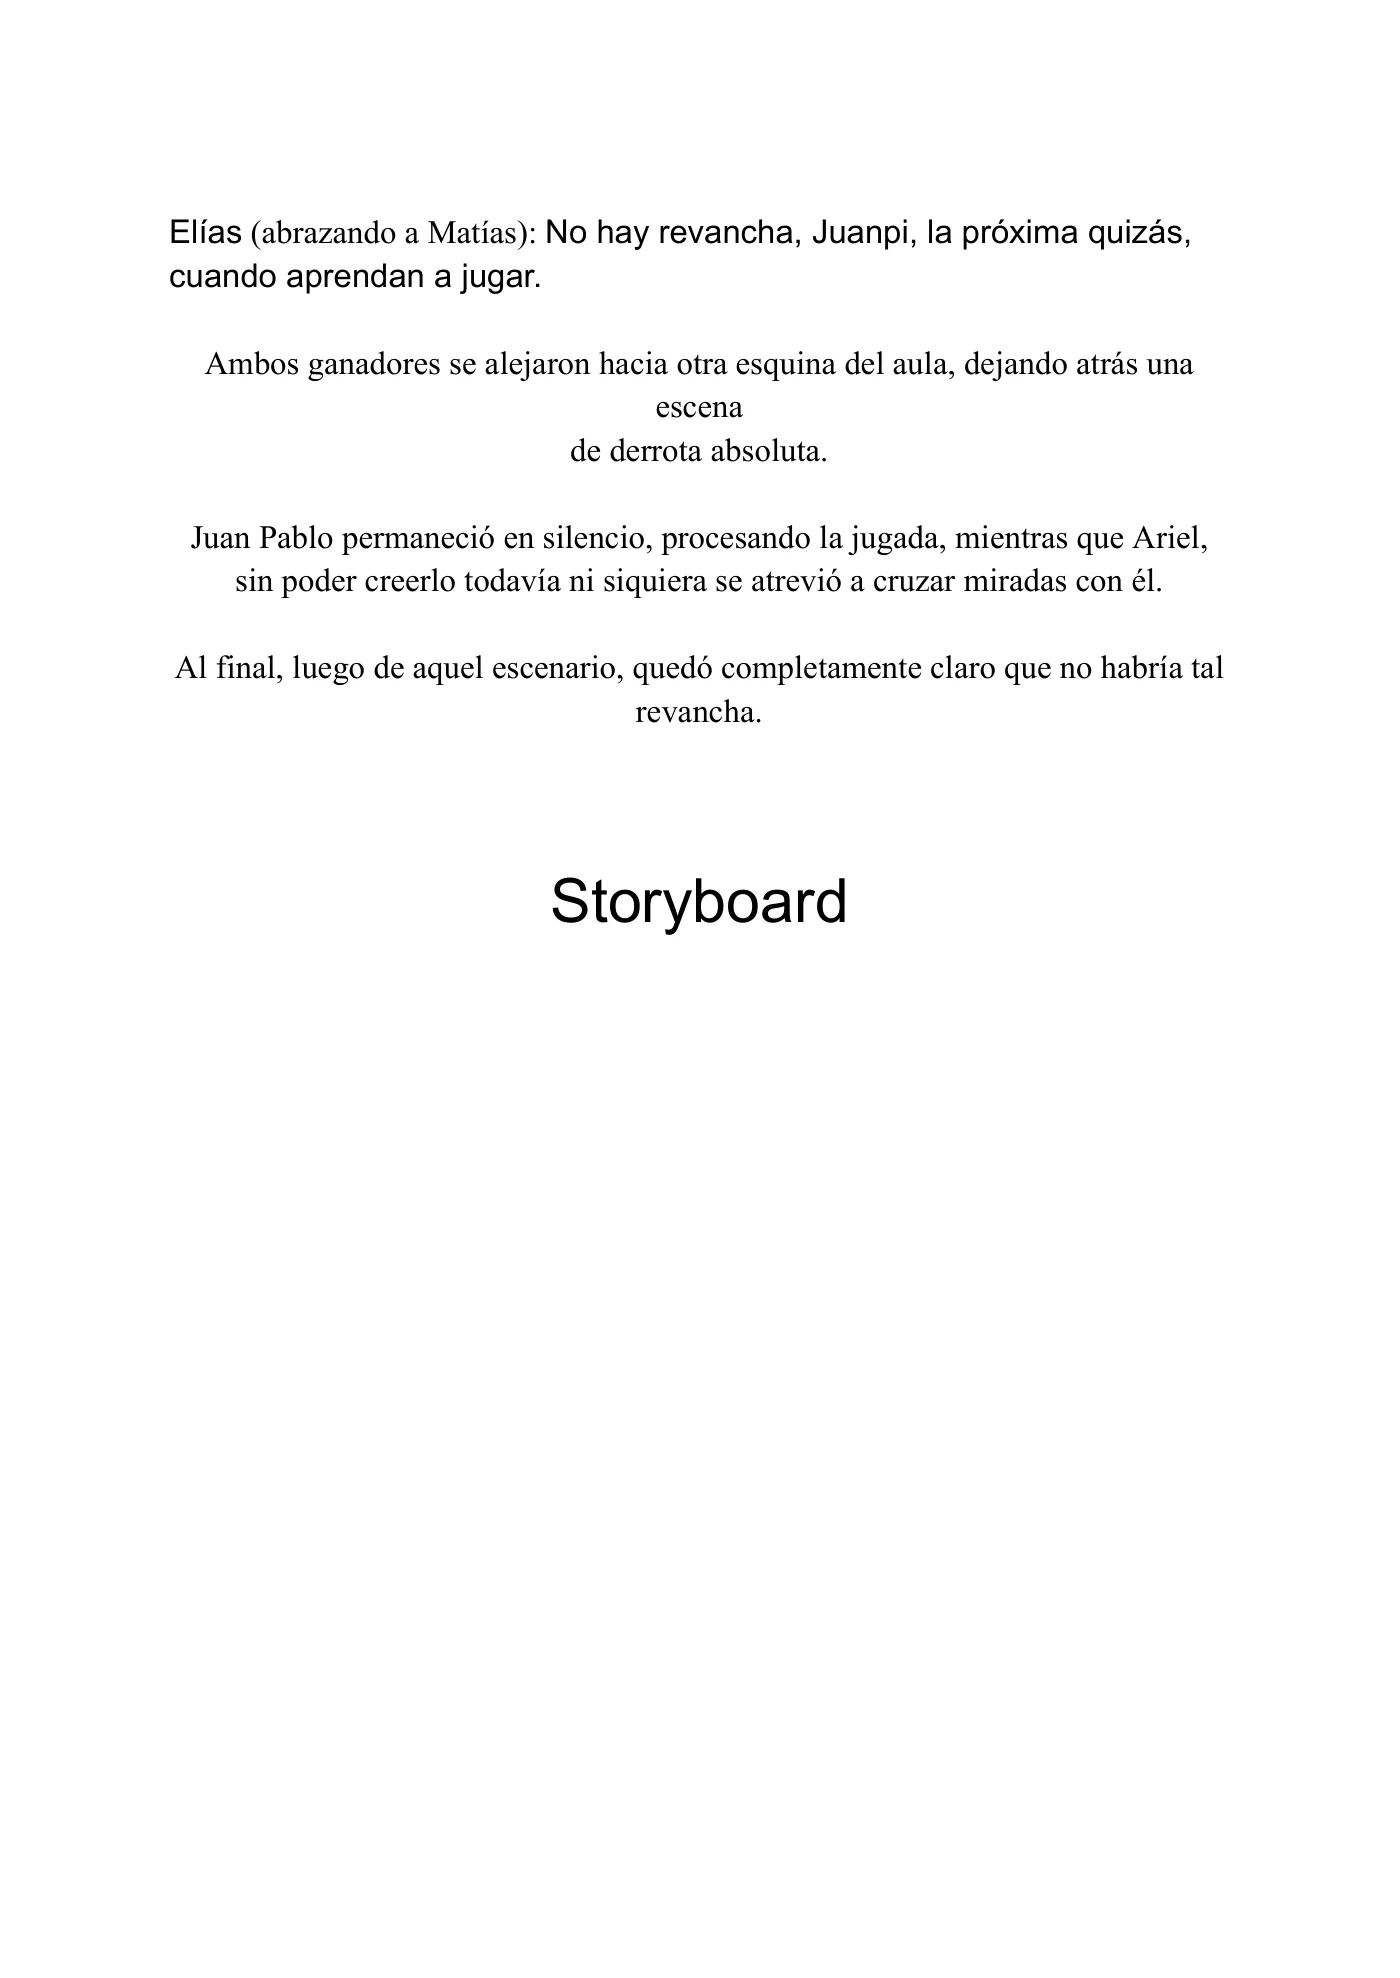 Elías (abrazando a Matías): No hay revancha, Juanpi, la próxima quizás,
cuando aprendan a jugar.
Ambos ganadores se alejaron hacia otra esquina del aula, dejando atrás una
escena
de derrota absoluta.
Juan Pablo permaneció en silencio, procesando la jugada, mientras que Ariel,
sin poder creerlo todavía ni siquiera se atrevió a cruzar miradas con él.
Al final, luego de aquel escenario, quedó completamente claro que no habría tal
revancha.
Storyboard